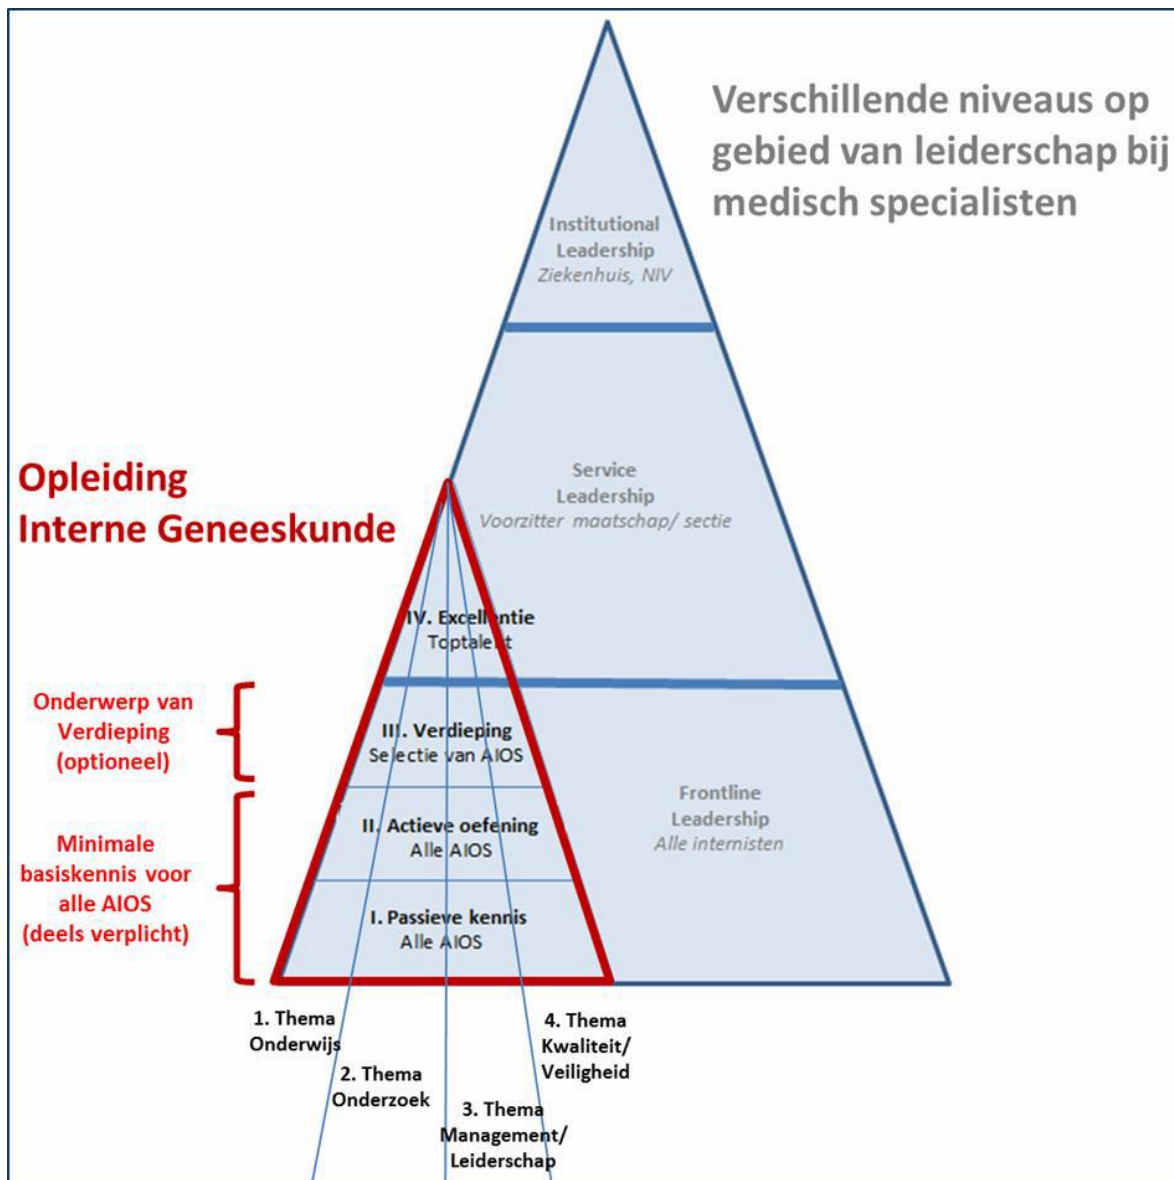 Verschillende niveaus op
gebied van leiderschap bij
medisch specialisten
Institutional
Leadership
Ziekenhuis, NIV
Service
Leadership
Voorzitter maatschap/ sectie
Frontline
Leadership
Alle internisten
Opleiding
Interne Geneeskunde
IV. Excellentie
Toptalent
III. Verdieping
Selectie van AIOS
II. Actieve oefening
Alle AIOS
I. Passieve kennis
Alle AIOS
Onderwerp van
Verdieping
(optioneel)
Minimale
basiskennis voor
alle AIOS
(deels verplicht)
1. Thema
Onderwijs
2. Thema
Onderzoek
3. Thema
Management/
Leiderschap
4. Thema
Kwaliteit/
Veiligheid